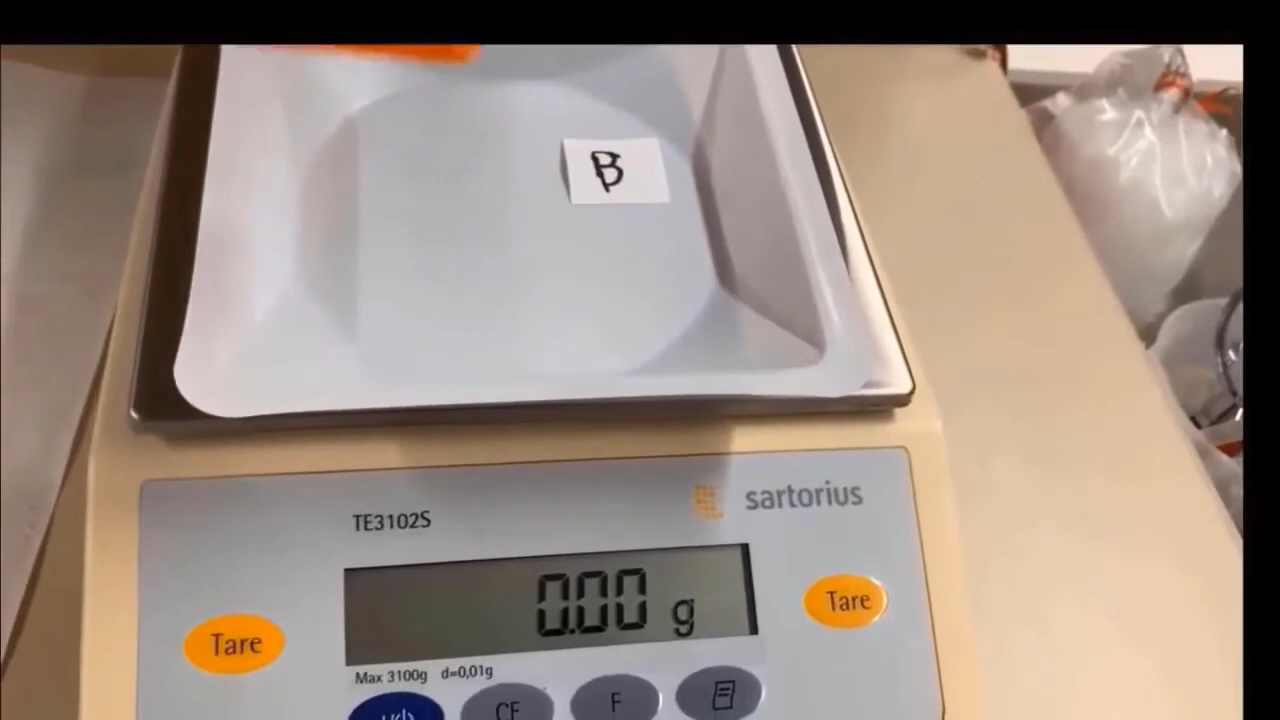 B
sartorius
TE3102S
0.00 g
Tare
Tare
Max 3100g d=0,01g
CF
F